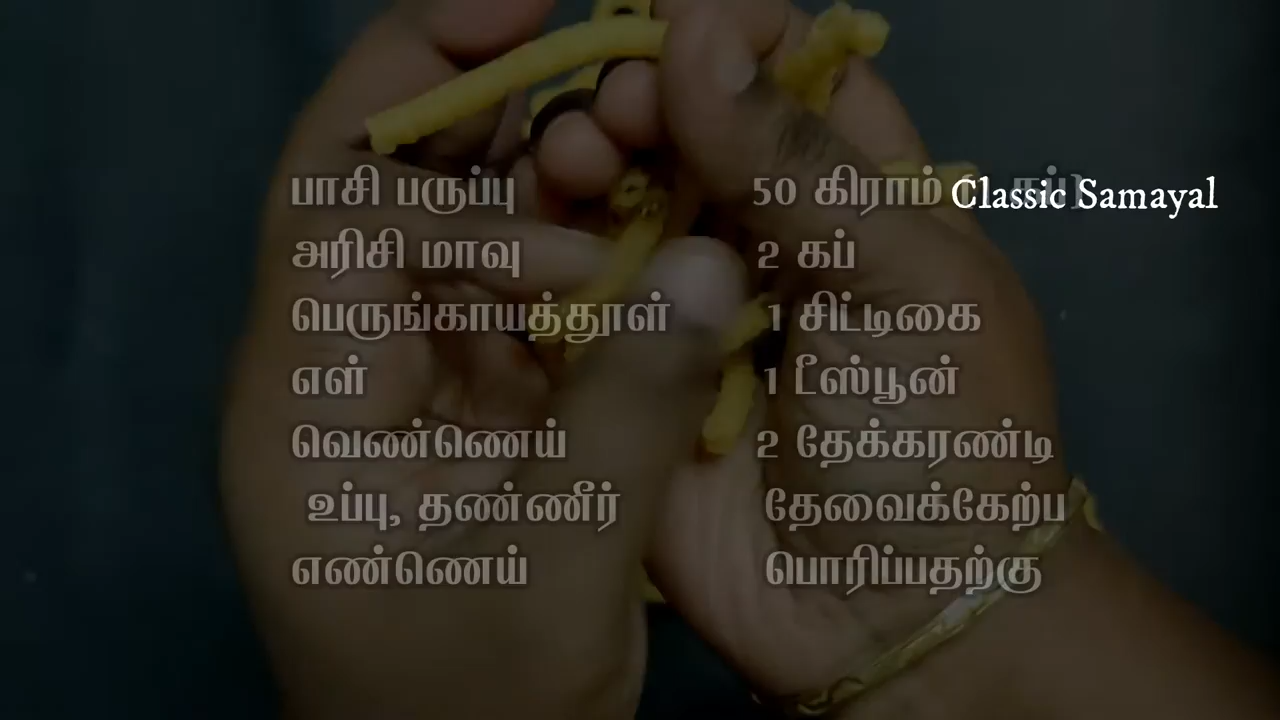 பாசி பருப்பு 50 கிராம் Classic Samayal
அரிசி மாவு 2 கப்
பெருங்காயத்தூள் 1 சிட்டிகை
எள் 1 டீஸ்பூன்
வெண்ணெய் 2 தேக்கரண்டி
உப்பு, தண்ணீர் தேவைக்கேற்ப
எண்ணெய் பொரிப்பதற்கு